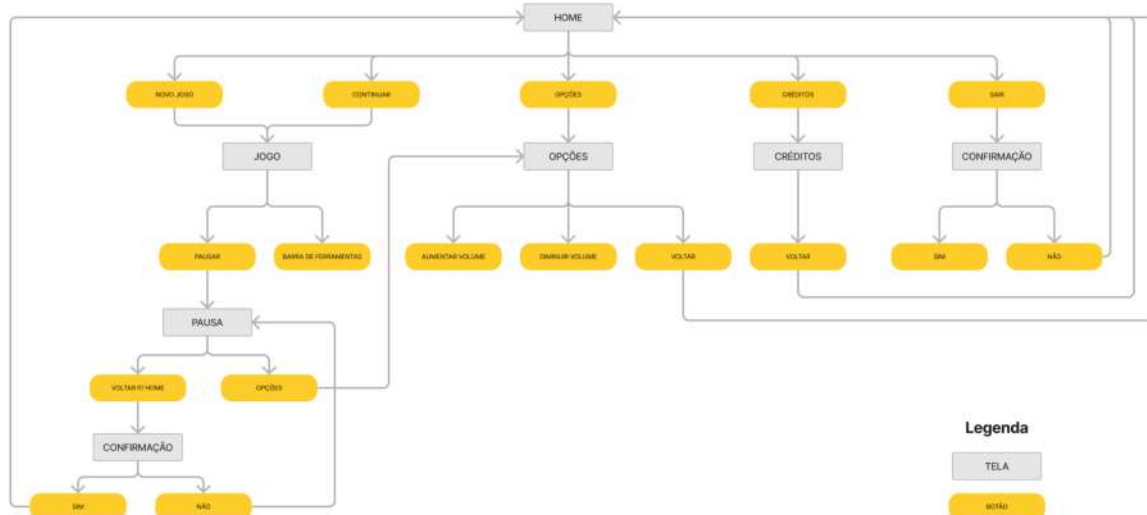 HOME
NOVO JOGO
CONTINUAR
OPÇÕES
CRÉDITOS
SAIR
JOGO
OPÇÕES
CRÉDITOS
CONFIRMAÇÃO
PAUSAR
BARRA DE FERRAMENTAS
AUMENTAR VOLUME
DIMINUIR VOLUME
VOLTAR
VOLTAR
SIM
NÃO
PAUSA
VOLTAR P/ HOME
OPÇÕES
CONFIRMAÇÃO
SIM
NÃO
Legenda
TELA
BOTÃO